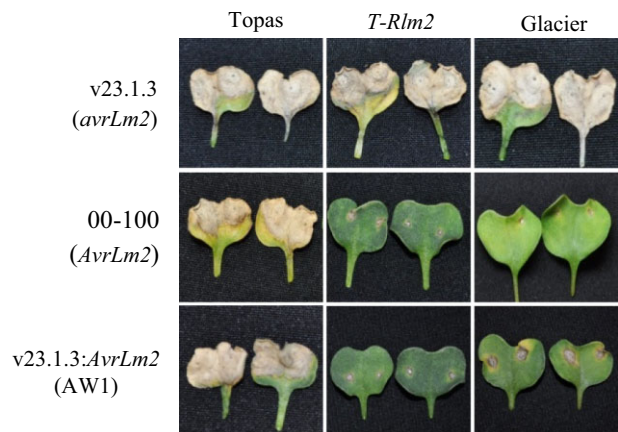 Topas T-Rlm2 Glacier
v23.1.3
(avrLm2)
00-100
(AvrLm2)
v23.1.3:AvrLm2
(AW1)